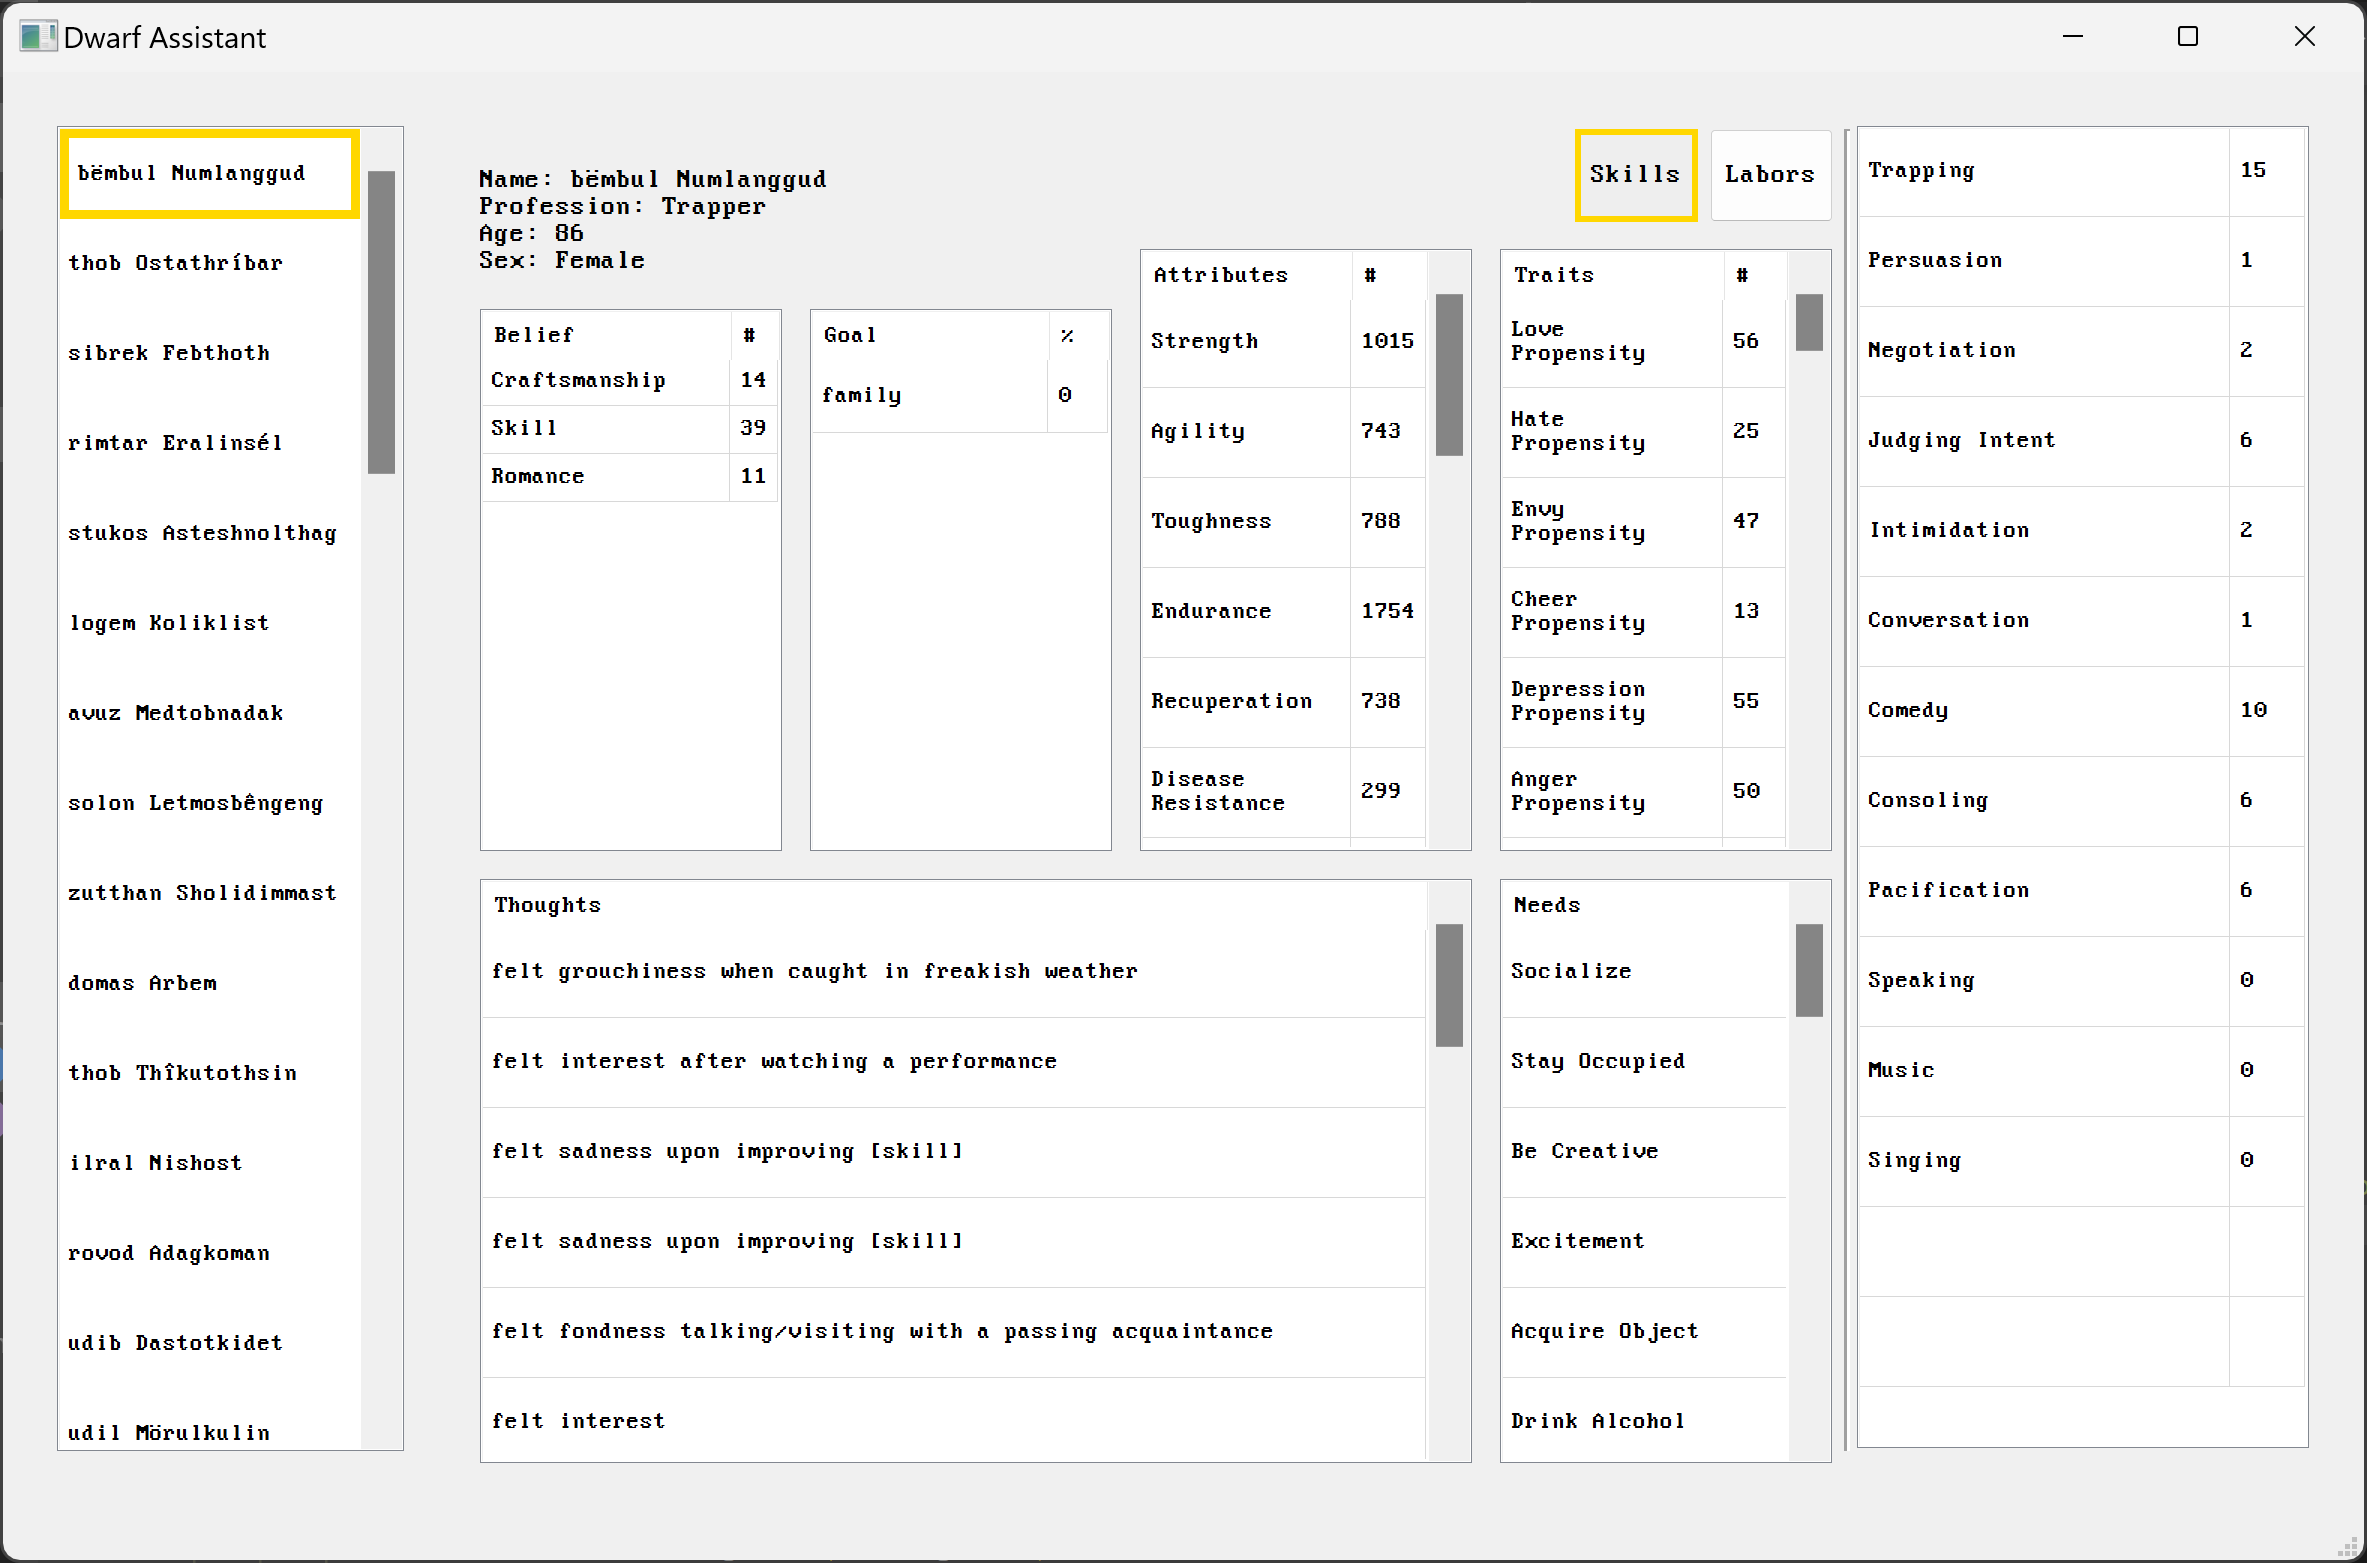 Dwarf Assistant
bëmbul Numlanggud
thob Ostathríbar
sibrek Febthoth
rimtar Eralinsél
stukos Asteshnolthag
logem Koliklist
avuz Medtobnadak
solon Letmosbêngeng
zutthan Sholidimmast
domas Arbem
thob Thîkutothsin
ilral Nishost
rovod Adagkoman
udib Dastotkidet
udil Mörulkulin
Name: bëmbul Numlanggud
Profession: Trapper
Age: 86
Sex: Female
Skills
Labors
Belief #
Craftsmanship 14
Skill 39
Romance 11
Goal %
family 0
Attributes #
Strength 1015
Agility 743
Toughness 788
Endurance 1754
Recuperation 738
Disease
Resistance 299
Traits #
Love
Propensity 56
Hate
Propensity 25
Envy
Propensity 47
Cheer
Propensity 13
Depression
Propensity 55
Anger
Propensity 50
Thoughts
felt grouchiness when caught in freakish weather
felt interest after watching a performance
felt sadness upon improving [skill]
felt sadness upon improving [skill]
felt fondness talking/visiting with a passing acquaintance
felt interest
Needs
Socialize
Stay Occupied
Be Creative
Excitement
Acquire Object
Drink Alcohol
Trapping 15
Persuasion 1
Negotiation 2
Judging Intent 6
Intimidation 2
Conversation 1
Comedy 10
Consoling 6
Pacification 6
Speaking 0
Music 0
Singing 0